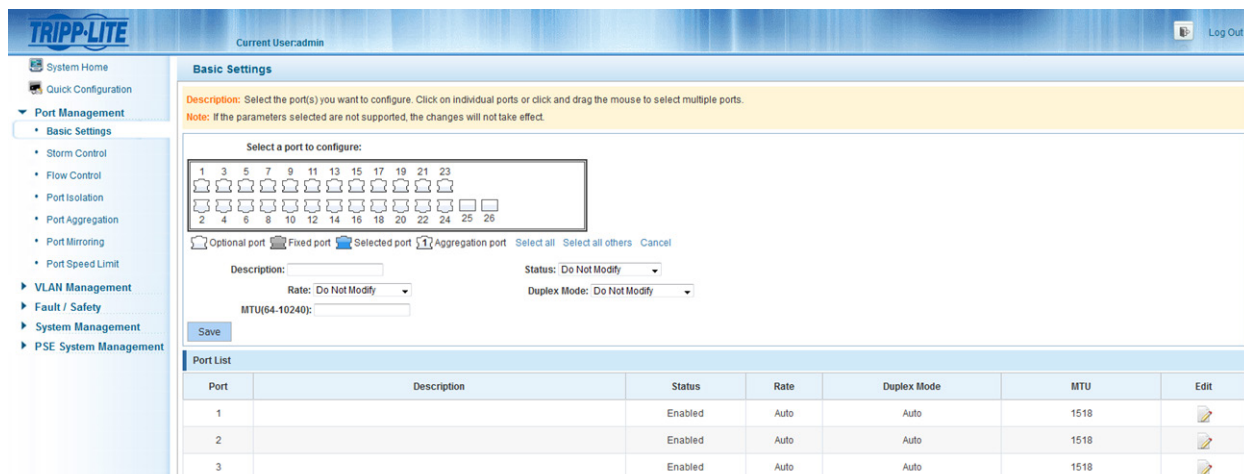 TRIPP·LITE
Current User:admin
Log Out
System Home
Quick Configuration
Port Management
Basic Settings
Storm Control
Flow Control
Port Isolation
Port Aggregation
Port Mirroring
Port Speed Limit
VLAN Management
Fault / Safety
System Management
PSE System Management
Basic Settings
Description: Select the port(s) you want to configure. Click on individual ports or click and drag the mouse to select multiple ports.
Note: If the parameters selected are not supported, the changes will not take effect.
Select a port to configure:
1 3 5 7 9 11 13 15 17 19 21 23
2 4 6 8 10 12 14 16 18 20 22 24 25 26
Optional port Fixed port Selected port 1 Aggregation port Select all Select all others Cancel
Description: Status: Do Not Modify
Rate: Do Not Modify Duplex Mode: Do Not Modify
MTU(64-10240):
Save
Port List
Port Description Status Rate Duplex Mode MTU Edit
1 Enabled Auto Auto 1518
2 Enabled Auto Auto 1518
3 Enabled Auto Auto 1518